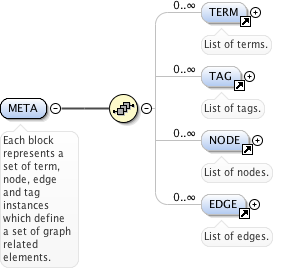 0..∞
TERM
List of terms.
0..∞
TAG
List of tags.
META
Each block
represents a
set of term,
node, edge
and tag
instances
which define
a set of graph
related
elements.
0..∞
NODE
List of nodes.
0..∞
EDGE
List of edges.